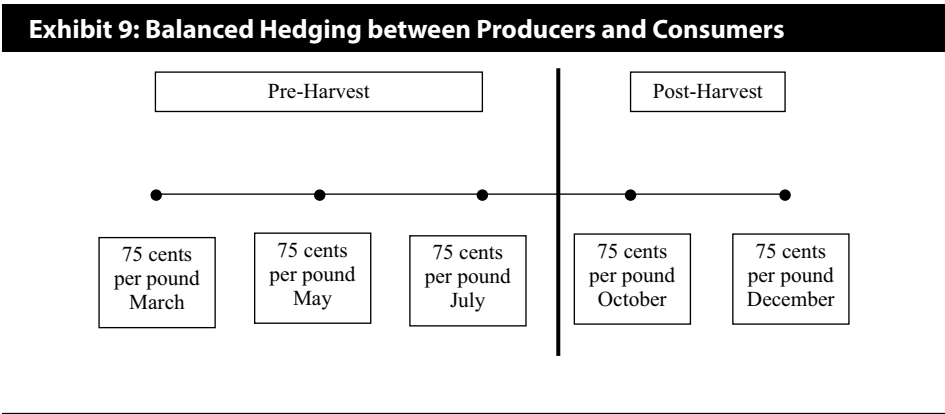 Exhibit 9: Balanced Hedging between Producers and Consumers
Pre-Harvest
Post-Harvest
75 cents
per pound
March
75 cents
per pound
May
75 cents
per pound
July
75 cents
per pound
October
75 cents
per pound
December